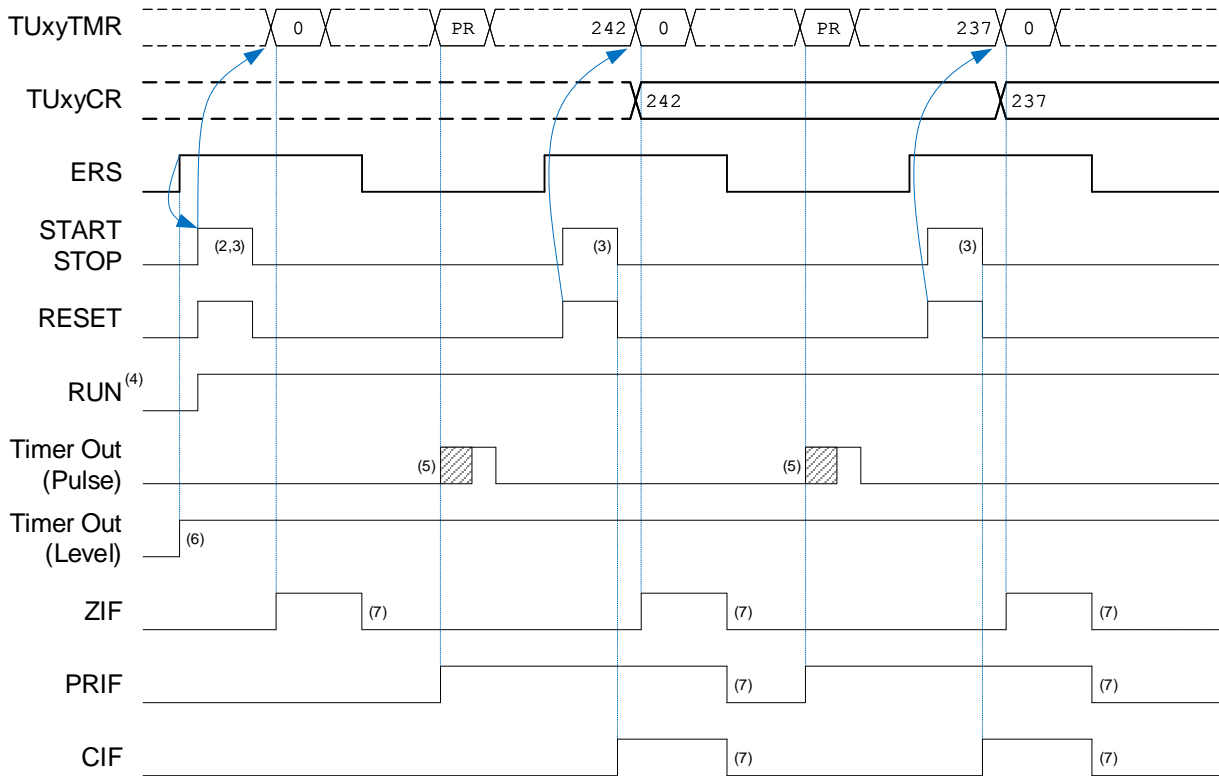 TUxyTMR 0 PR 242 0 PR 237 0
TUxyCR 242 237
ERS
START
STOP
(2,3) (3) (3)
RESET
RUN (4)
Timer Out
(Pulse)
(5) (5)
Timer Out
(Level)
(6)
ZIF (7) (7) (7)
PRIF (7) (7)
CIF (7) (7)